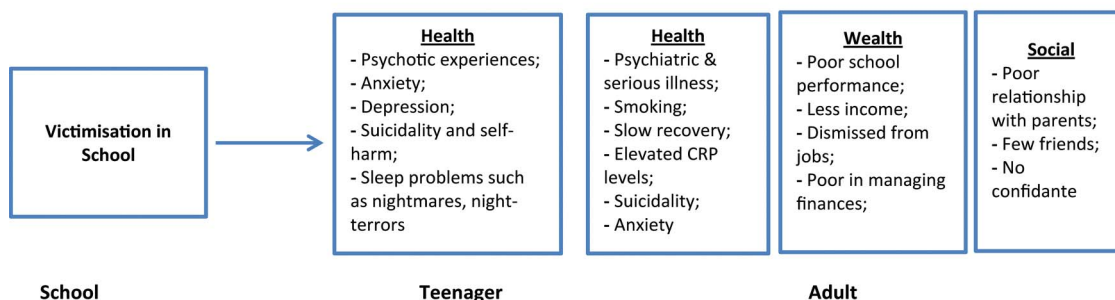 Victimisation in
School
Health
- Psychotic experiences;
- Anxiety;
- Depression;
- Suicidality and self-
harm;
- Sleep problems such
as nightmares, night-
terrors
Health
- Psychiatric &
serious illness;
- Smoking;
- Slow recovery;
- Elevated CRP
levels;
- Suicidality;
- Anxiety
Wealth
- Poor school
performance;
- Less income;
- Dismissed from
jobs;
- Poor in managing
finances;
Social
- Poor
relationship
with parents;
- Few friends;
- No
confidante
School
Teenager
Adult